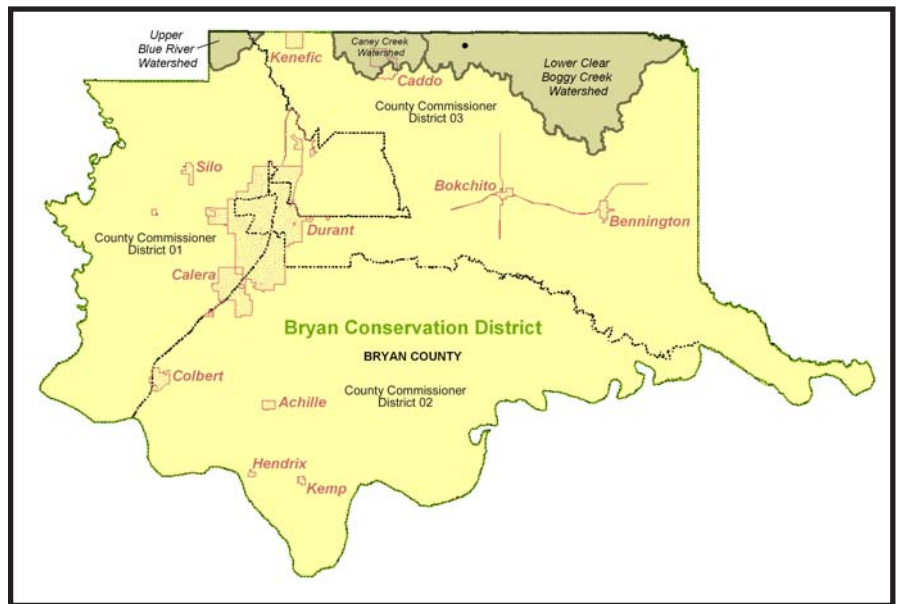 Upper
Blue River
Watershed
Kenefic
Caney Creek
Watershed
Caddo
Lower Clear
Boggy Creek
Watershed
County Commissioner
District 03
Silo
Bokchito
Bennington
Durant
County Commissioner
District 01
Calera
Bryan Conservation District
BRYAN COUNTY
Colbert
County Commissioner
District 02
Achille
Hendrix
Kemp